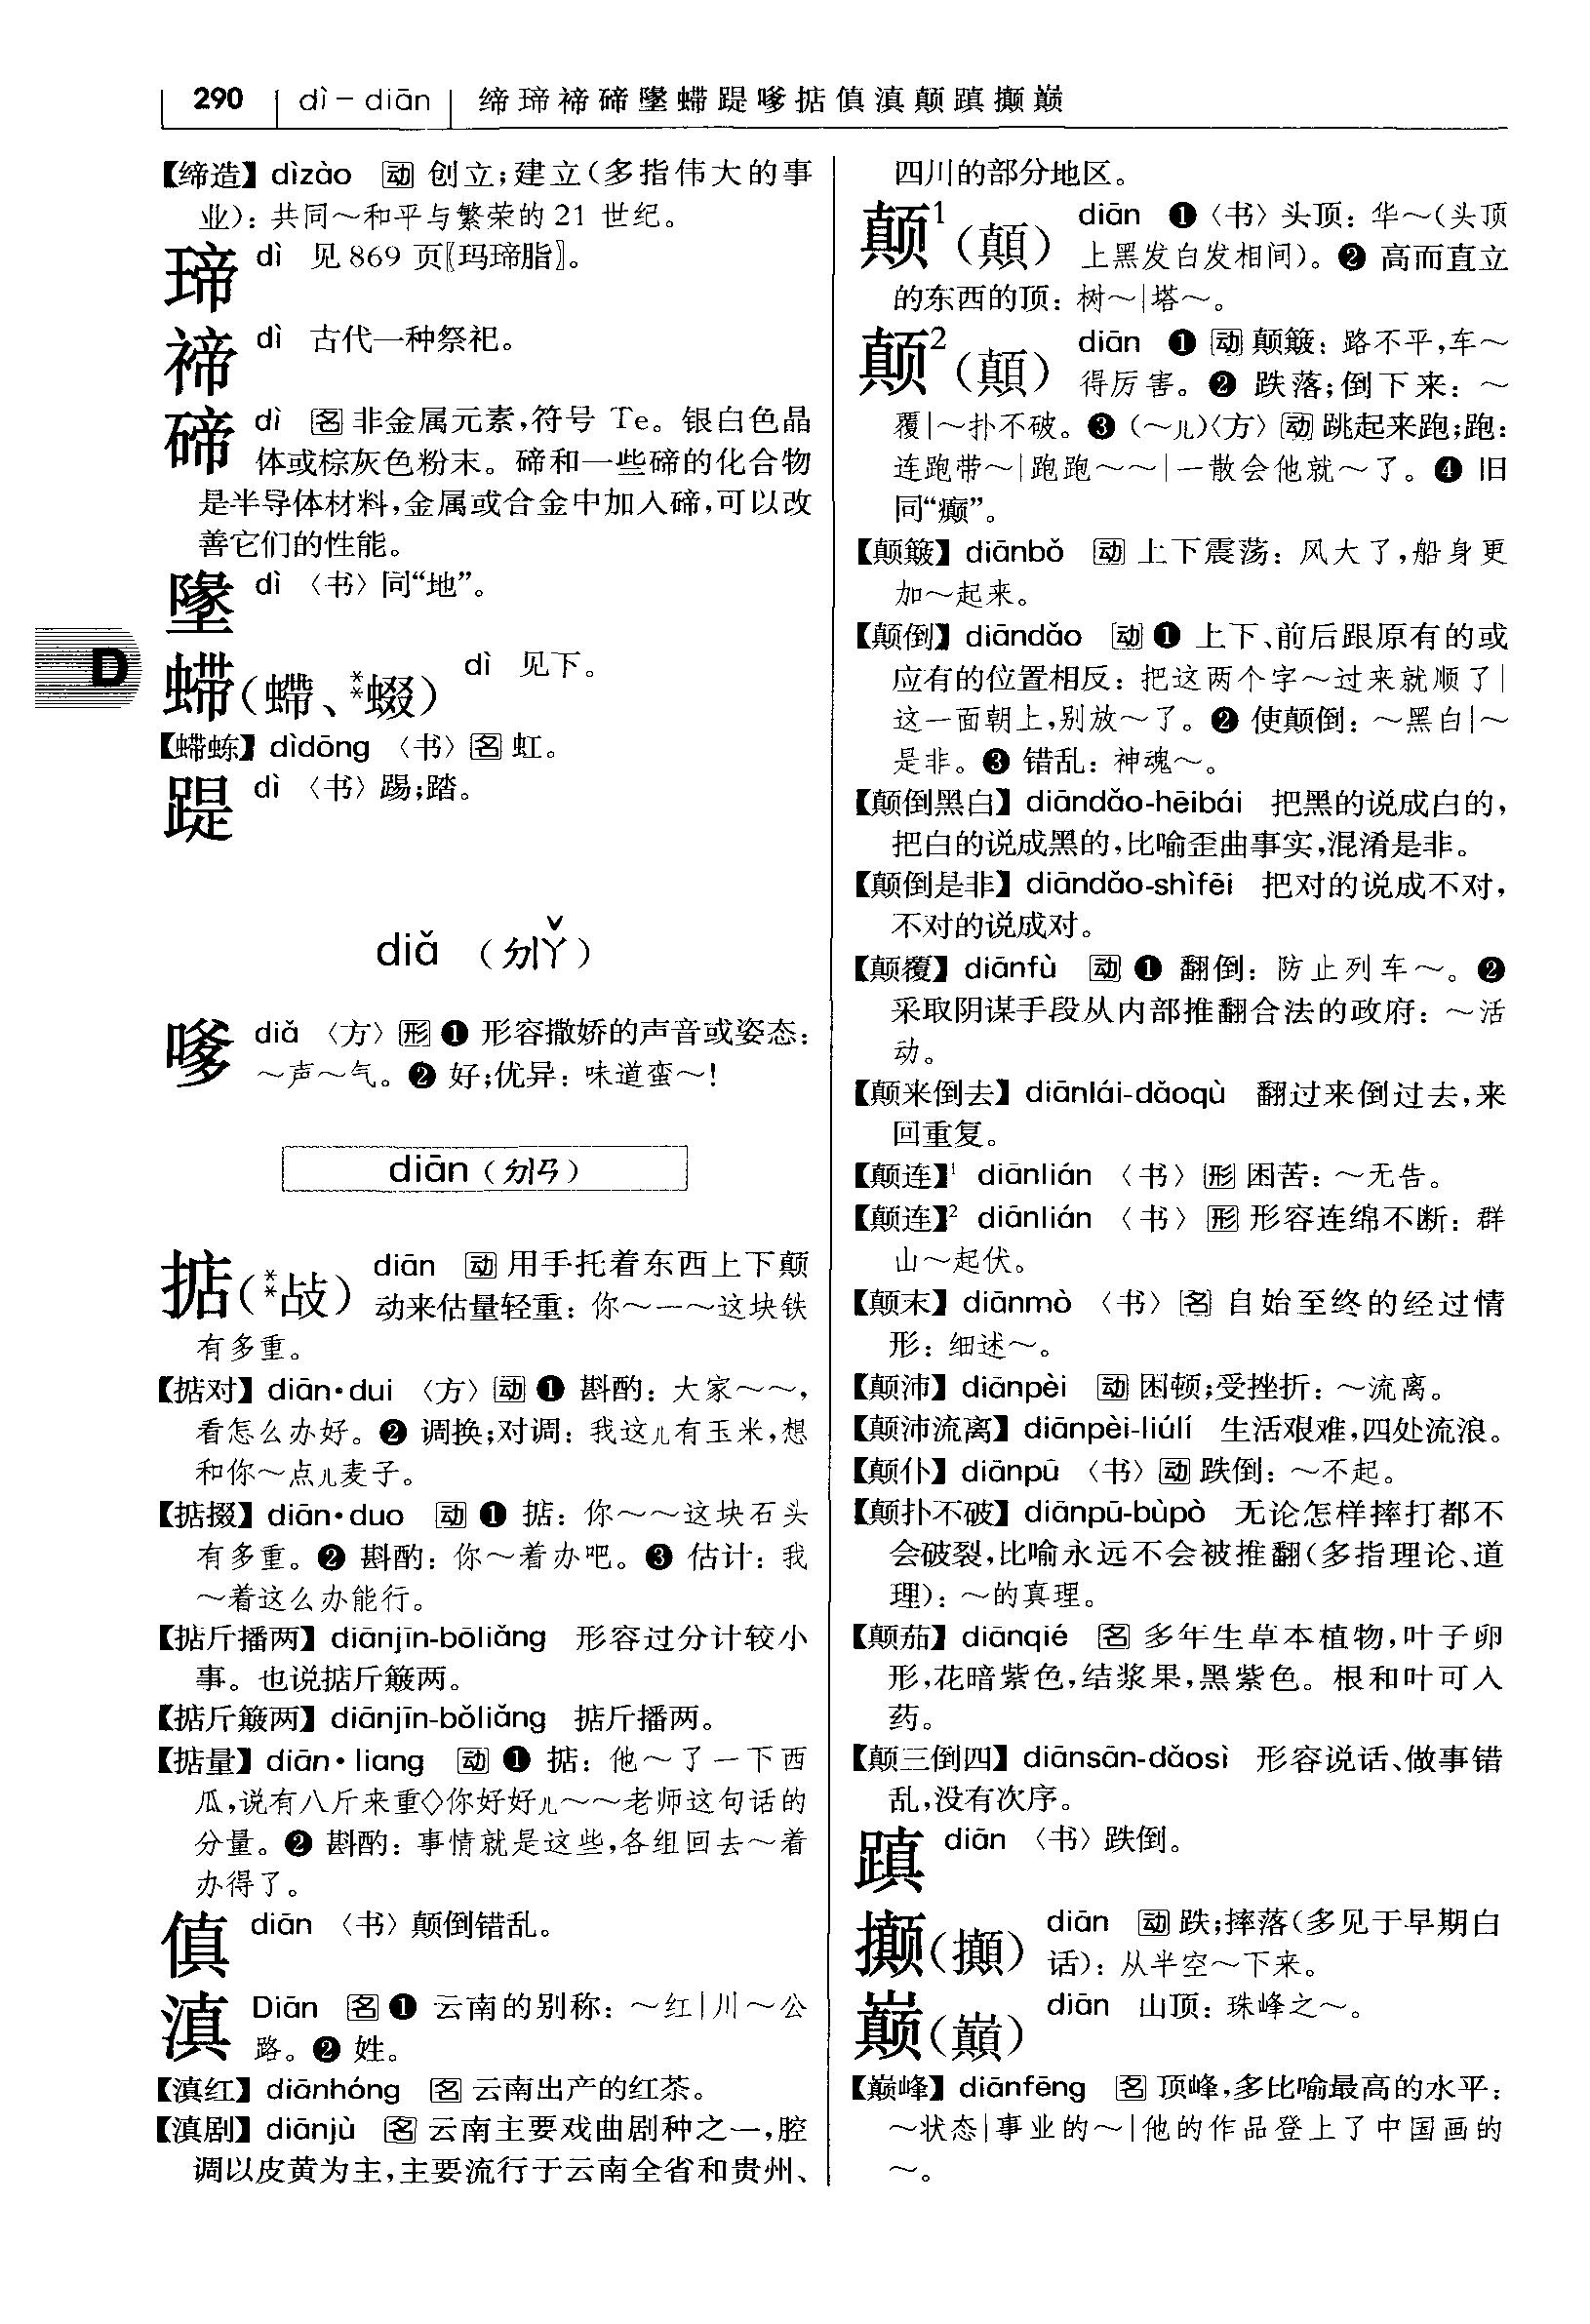 290 dì－diān 缔𤧛禘碲墬䗖踶嗲掂傎滇颠蹎攧巅
【缔造】dìzào 动 创立；建立（多指伟大的事
业）：共同～和平与繁荣的21 世纪。
𤧛 dì 见869页〖玛𤧛脂〗。
禘 dì 古代一种祭祀。
碲 dì 名 非金属元素，符号 Te。银白色晶
体或棕灰色粉末。碲和一些碲的化合物
是半导体材料，金属或合金中加入碲，可以改
善它们的性能。
墬 dì 〈书〉同“地”。
䗖（螮、**蝃） dì 见下。
【䗖𬟽】dìdōng 〈书〉名 虹。
踶 dì 〈书〉踢；踏。
D
diǎ （ㄉㄧㄚˇ）
嗲 diǎ 〈方〉形 ❶ 形容撒娇的声音或姿态：
～声～气。❷ 好；优异：味道蛮～！
diān（ㄉㄧㄢ）
掂（**敁） diān 动 用手托着东西上下颠
动来估量轻重：你～一～这块铁
有多重。
【掂对】diān·dui 〈方〉动 ❶ 斟酌：大家～～，
看怎么办好。❷ 调换；对调：我这儿有玉米，想
和你～点儿麦子。
【掂掇】diān·duo 动 ❶ 掂：你～～这块石头
有多重。❷ 斟酌：你～着办吧。❸ 估计：我
～着这么办能行。
【掂斤播两】diānjīn-bōliǎng 形容过分计较小
事。也说掂斤簸两。
【掂斤簸两】diānjīn-bǒliǎng 掂斤播两。
【掂量】diān·liang 动 ❶ 掂：他～了一下西
瓜，说有八斤来重◇你好好儿～～老师这句话的
分量。❷ 斟酌：事情就是这些，各组回去～着
办得了。
傎 diān 〈书〉颠倒错乱。
滇 Diān 名 ❶ 云南的别称：～红｜川～公
路。❷ 姓。
【滇红】diānhóng 名 云南出产的红茶。
【滇剧】diānjù 名 云南主要戏曲剧种之一，腔
调以皮黄为主，主要流行于云南全省和贵州、
四川的部分地区。
颠¹（顛） diān ❶〈书〉头顶：华～（头顶
上黑发白发相间）。❷ 高而直立
的东西的顶：树～｜塔～。
颠²（顛） diān ❶ 动 颠簸：路不平，车～
得厉害。❷ 跌落；倒下来：～
覆｜～扑不破。❸（～儿）〈方〉动 跳起来跑；跑：
连跑带～｜跑跑～～｜一散会他就～了。❹ 旧
同“癫”。
【颠簸】diānbǒ 动 上下震荡：风大了，船身更
加～起来。
【颠倒】diāndǎo 动 ❶ 上下、前后跟原有的或
应有的位置相反：把这两个字～过来就顺了｜
这一面朝上，别放～了。❷ 使颠倒：～黑白｜～
是非。❸ 错乱：神魂～。
【颠倒黑白】diāndǎo-hēibái 把黑的说成白的，
把白的说成黑的，比喻歪曲事实，混淆是非。
【颠倒是非】diāndǎo-shìfēi 把对的说成不对，
不对的说成对。
【颠覆】diānfù 动 ❶ 翻倒：防止列车～。❷
采取阴谋手段从内部推翻合法的政府：～活
动。
【颠来倒去】diānlái-dǎoqù 翻过来倒过去，来
回重复。
【颠连】¹ diānlián 〈书〉形 困苦：～无告。
【颠连】² diānlián 〈书〉形 形容连绵不断：群
山～起伏。
【颠末】diānmò 〈书〉名 自始至终的经过情
形：细述～。
【颠沛】diānpèi 动 困顿；受挫折：～流离。
【颠沛流离】diānpèi-liúlí 生活艰难，四处流浪。
【颠仆】diānpū 〈书〉动 跌倒：～不起。
【颠扑不破】diānpū-bùpò 无论怎样摔打都不
会破裂，比喻永远不会被推翻（多指理论、道
理）：～的真理。
【颠茄】diānqié 名 多年生草本植物，叶子卵
形，花暗紫色，结浆果，黑紫色。根和叶可入
药。
【颠三倒四】diānsān-dǎosì 形容说话、做事错
乱，没有次序。
蹎 diān 〈书〉跌倒。
攧（攧） diān 动 跌；摔落（多见于早期白
话）：从半空～下来。
巅（巔） diān 山顶：珠峰之～。
【巅峰】diānfēng 名 顶峰，多比喻最高的水平：
～状态｜事业的～｜他的作品登上了中国画的
～。